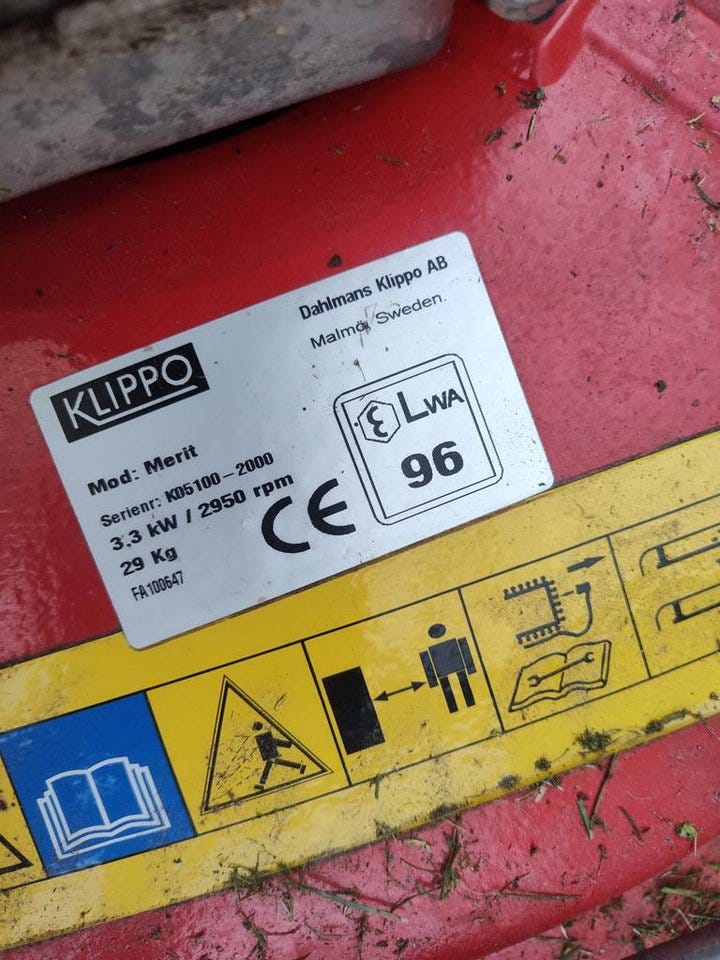 Dahlmans Klippo AB
Malmö, Sweden.
KLIPPO
Mod: Merit
Serienr: K05100-2000
3,3 kW / 2950 rpm
29 Kg
FA100647
CE
LWA
96